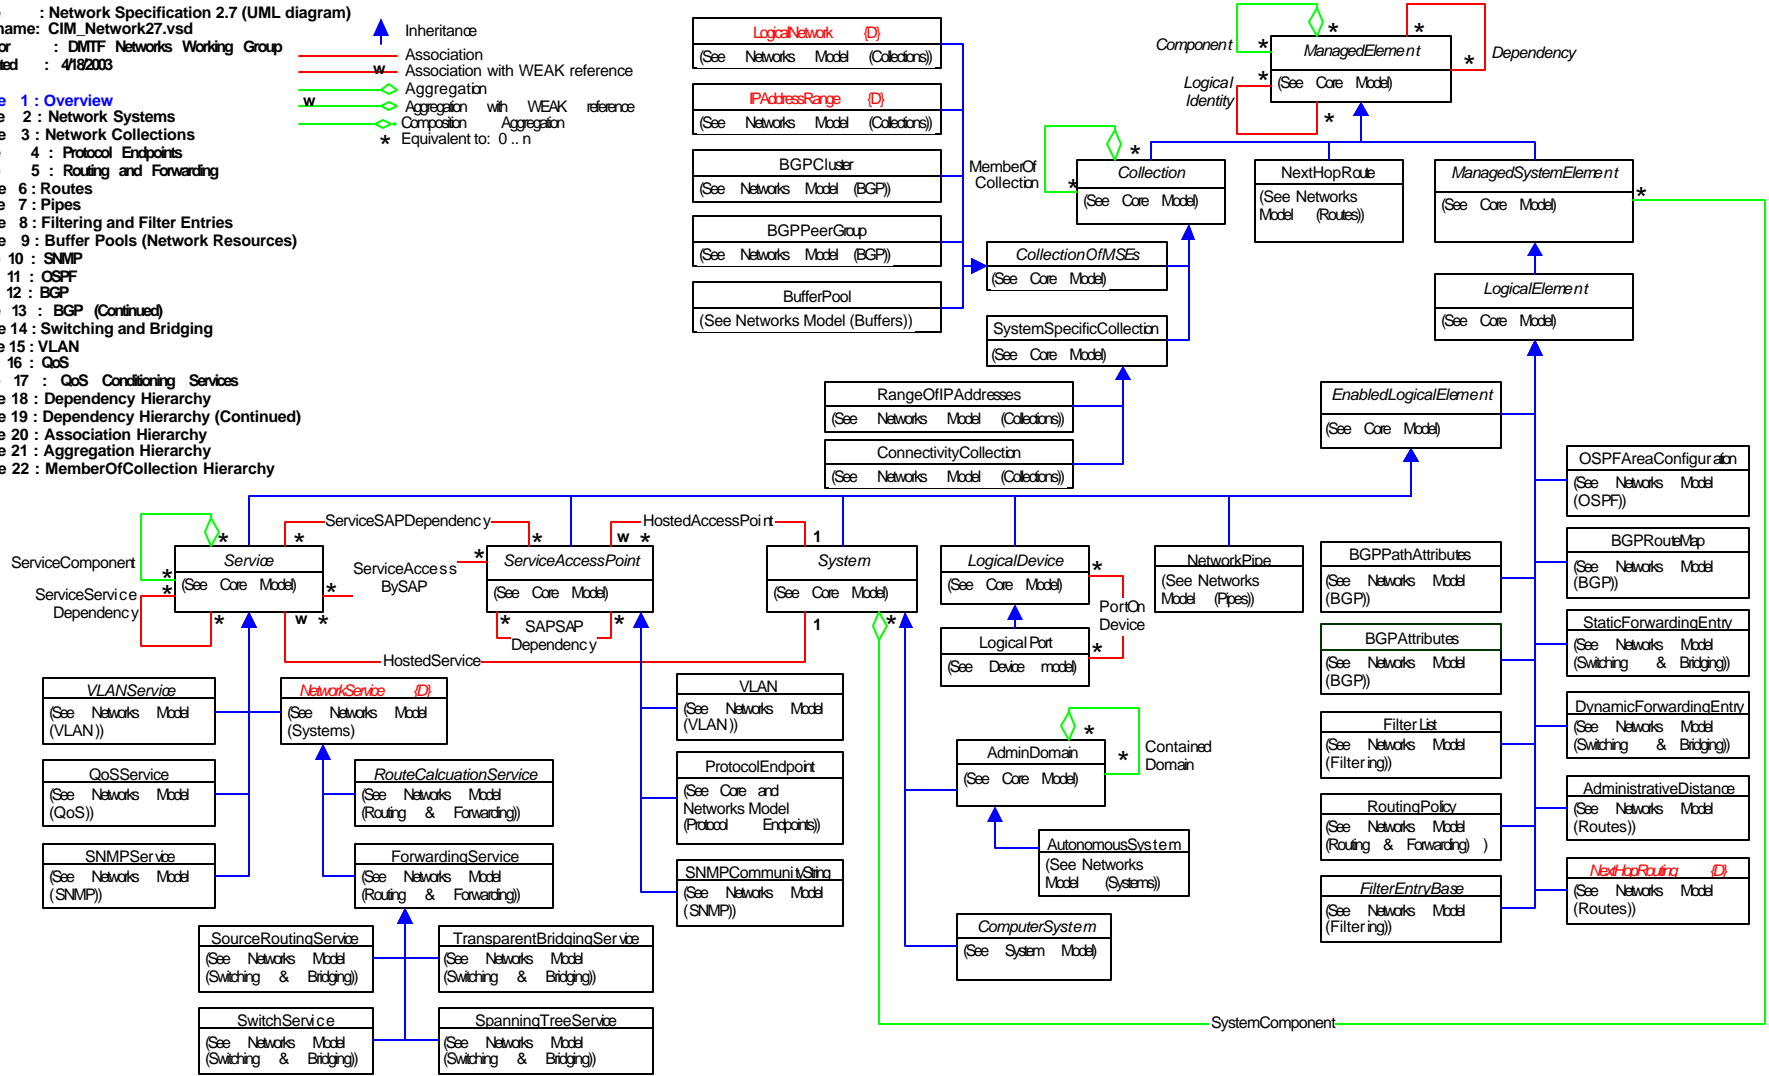 : Network Specification 2.7 (UML diagram)
name: CIM_Network27.vsd
or : DMTF Networks Working Group
ted : 4/18/2003
e 1 : Overview
e 2 : Network Systems
e 3 : Network Collections
4 : Protocol Endpoints
5 : Routing and Forwarding
e 6 : Routes
e 7 : Pipes
e 8 : Filtering and Filter Entries
e 9 : Buffer Pools (Network Resources)
10 : SNMP
11 : OSPF
12 : BGP
e 13 : BGP (Continued)
e 14 : Switching and Bridging
e 15 : VLAN
16 : QoS
17 : QoS Conditioning Services
e 18 : Dependency Hierarchy
e 19 : Dependency Hierarchy (Continued)
e 20 : Association Hierarchy
e 21 : Aggregation Hierarchy
e 22 : MemberOfCollection Hierarchy
Inheritance
Association
w Association with WEAK reference
Aggregation
w Aggregation with WEAK reference
Composition Aggregation
* Equivalent to: 0 .. n
LogicalNetwork {D}
(See Networks Model (Collections))
IPAddressRange {D}
(See Networks Model (Collections))
BGPCluster
(See Networks Model (BGP))
BGPPeerGroup
(See Networks Model (BGP))
BufferPool
(See Networks Model (Buffers))
Component
*
*
ManagedElement
(See Core Model)
*
*
Dependency
Logical
Identity
*
*
MemberOf
Collection
*
*
Collection
(See Core Model)
NextHopRoute
(See Networks
Model (Routes))
ManagedSystemElement
(See Core Model)
*
CollectionOfMSEs
(See Core Model)
LogicalElement
(See Core Model)
SystemSpecificCollection
(See Core Model)
RangeOfIPAddresses
(See Networks Model (Collections))
ConnectivityCollection
(See Networks Model (Collections))
EnabledLogicalElement
(See Core Model)
OSPFAreaConfiguration
(See Networks Model
(OSPF))
ServiceComponent
*
*
Service
(See Core Model)
ServiceService
Dependency
*
*
*
ServiceSAPDependency
*
ServiceAccess
BySAP
*
*
ServiceAccessPoint
(See Core Model)
w *
HostedAccessPoint
1
System
(See Core Model)
* SAPSAP *
Dependency
w *
HostedService
1
*
LogicalDevice
(See Core Model)
*
PortOn
Device
*
Logical Port
(See Device model)
NetworkPipe
(See Networks
Model (Pipes))
BGPPathAttributes
(See Networks Model
(BGP))
BGPRouteMap
(See Networks Model
(BGP))
BGPAttributes
(See Networks Model
(BGP))
StaticForwardingEntry
(See Networks Model
(Switching & Bridging))
VLANService
(See Networks Model
(VLAN))
NetworkService {D}
(See Networks Model
(Systems)
VLAN
(See Networks Model
(VLAN))
AdminDomain
(See Core Model)
*
*
Contained
Domain
Filter List
(See Networks Model
(Filtering))
DynamicForwardingEntry
(See Networks Model
(Switching & Bridging))
QoSService
(See Networks Model
(QoS))
RouteCalcuationService
(See Networks Model
(Routing & Forwarding))
ProtocolEndpoint
(See Core and
Networks Model
(Protocol Endpoints))
RoutingPolicy
(See Networks Model
(Routing & Forwarding) )
AdministrativeDistance
(See Networks Model
(Routes))
SNMPService
(See Networks Model
(SNMP))
ForwardingService
(See Networks Model
(Routing & Forwarding))
SNMPCommunityString
(See Networks Model
(SNMP))
AutonomousSystem
(See Networks
Model (Systems))
FilterEntryBase
(See Networks Model
(Filtering))
NextHopRouting {D}
(See Networks Model
(Routes))
SourceRoutingService
(See Networks Model
(Switching & Bridging))
TransparentBridgingService
(See Networks Model
(Switching & Bridging))
ComputerSystem
(See System Model)
SwitchService
(See Networks Model
(Switching & Bridging))
SpanningTreeService
(See Networks Model
(Switching & Bridging))
SystemComponent